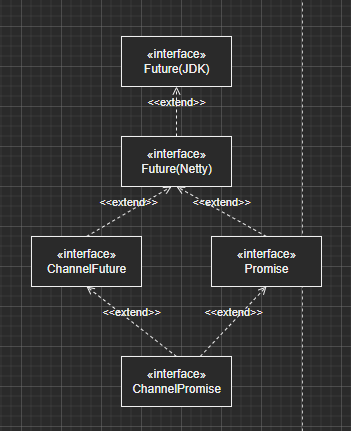 «interface»
Future(JDK)
<<extend>>
«interface»
Future(Netty)
<<extend>>
<<extend>>
«interface»
ChannelFuture
«interface»
Promise
<<extend>>
<<extend>>
«interface»
ChannelPromise